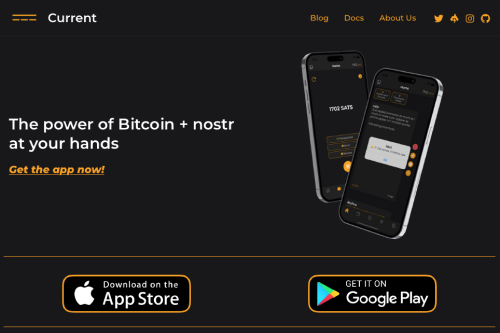 Current
Blog
Docs
About Us
The power of Bitcoin + nostr
at your hands
Get the app now!
1702 SATS
Download on the
App Store
GET IT ON
Google Play